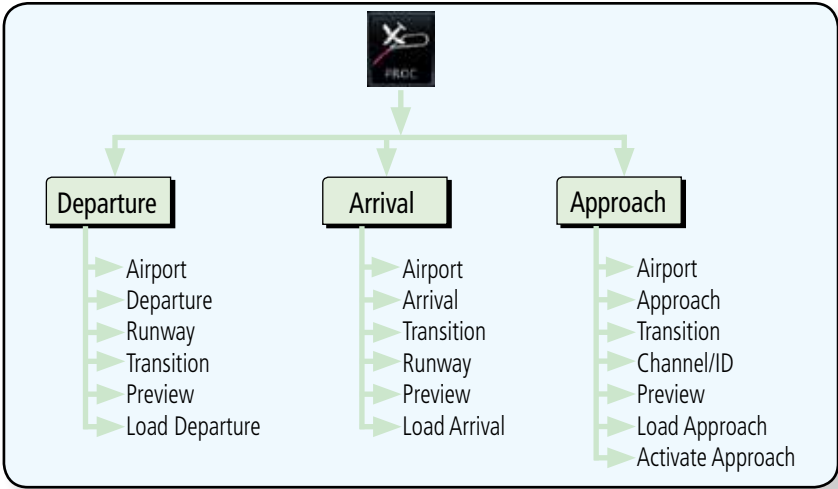 PROC
Departure
Airport
Departure
Runway
Transition
Preview
Load Departure
Arrival
Airport
Arrival
Transition
Runway
Preview
Load Arrival
Approach
Airport
Approach
Transition
Channel/ID
Preview
Load Approach
Activate Approach